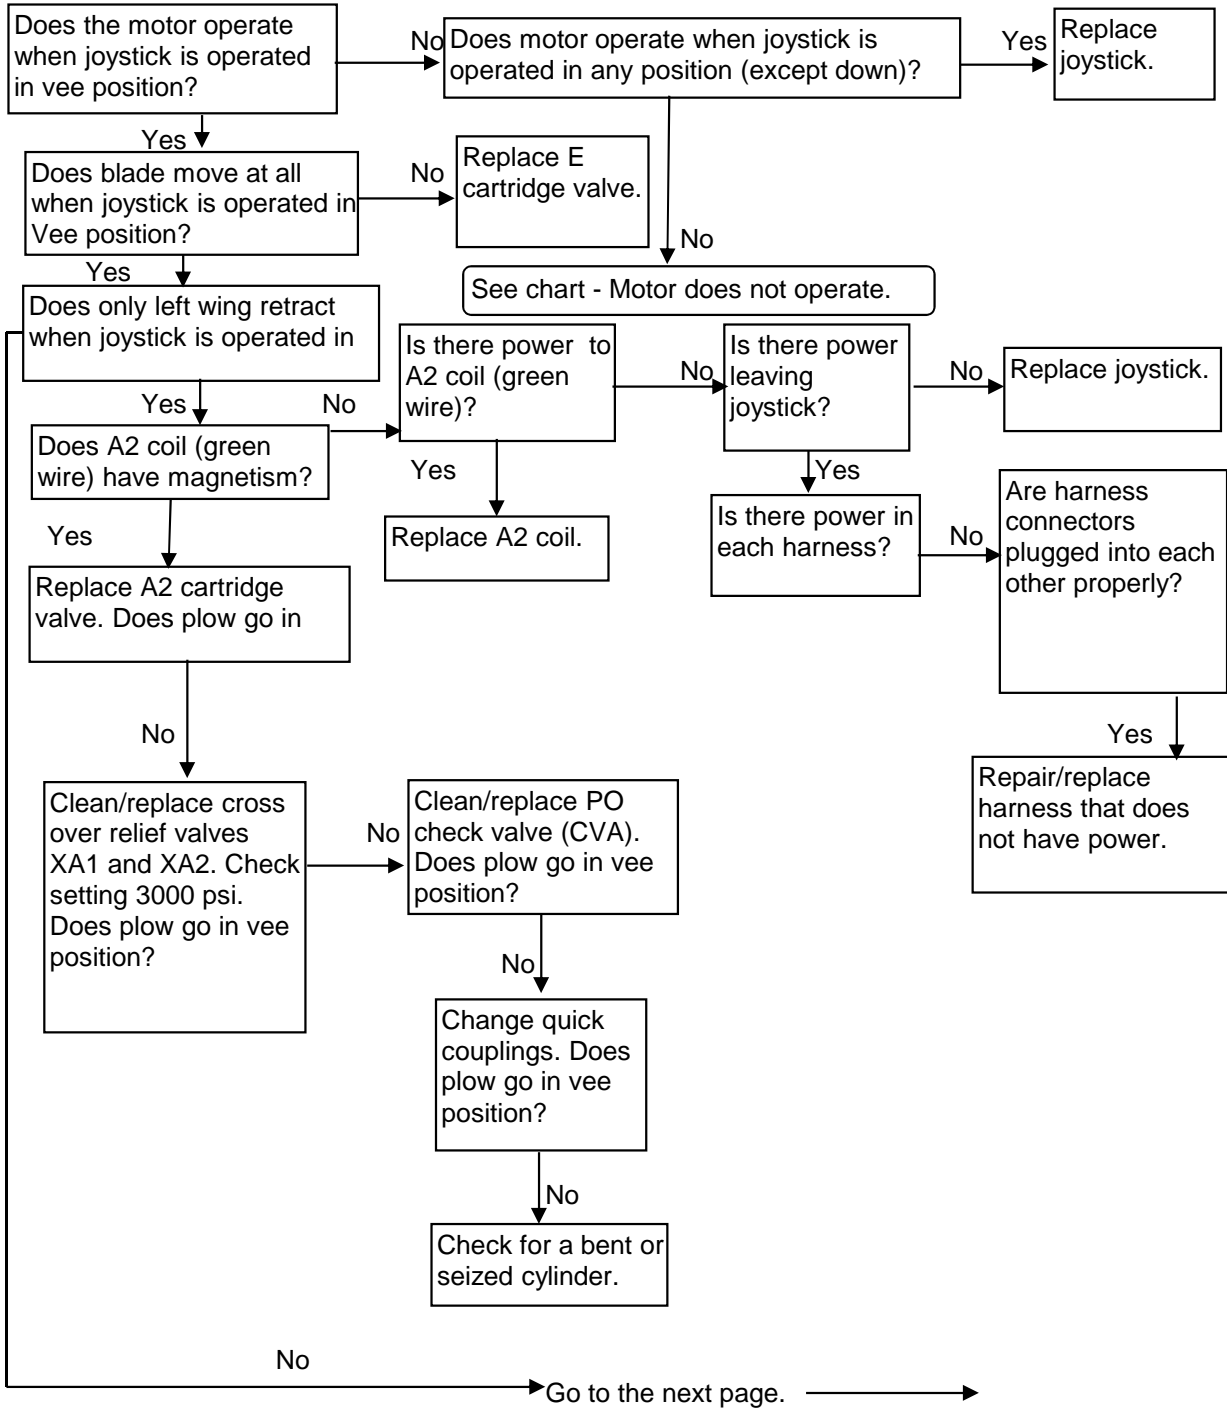 Does the motor operate
when joystick is operated
in vee position?
No
Does motor operate when joystick is
operated in any position (except down)?
Yes
Replace
joystick.
Yes
Does blade move at all
when joystick is operated in
Vee position?
No
Replace E
cartridge valve.
No
See chart - Motor does not operate.
Yes
Does only left wing retract
when joystick is operated in
Yes
No
Is there power to
A2 coil (green
wire)?
No
Is there power
leaving
joystick?
No
Replace joystick.
Does A2 coil (green
wire) have magnetism?
Yes
Replace A2 coil.
Yes
Is there power in
each harness?
No
Are harness
connectors
plugged into each
other properly?
Yes
Replace A2 cartridge
valve. Does plow go in
No
Yes
Repair/replace
harness that does
not have power.
Clean/replace cross
over relief valves
XA1 and XA2. Check
setting 3000 psi.
Does plow go in vee
position?
No
Clean/replace PO
check valve (CVA).
Does plow go in vee
position?
No
Change quick
couplings. Does
plow go in vee
position?
No
Check for a bent or
seized cylinder.
No
Go to the next page.